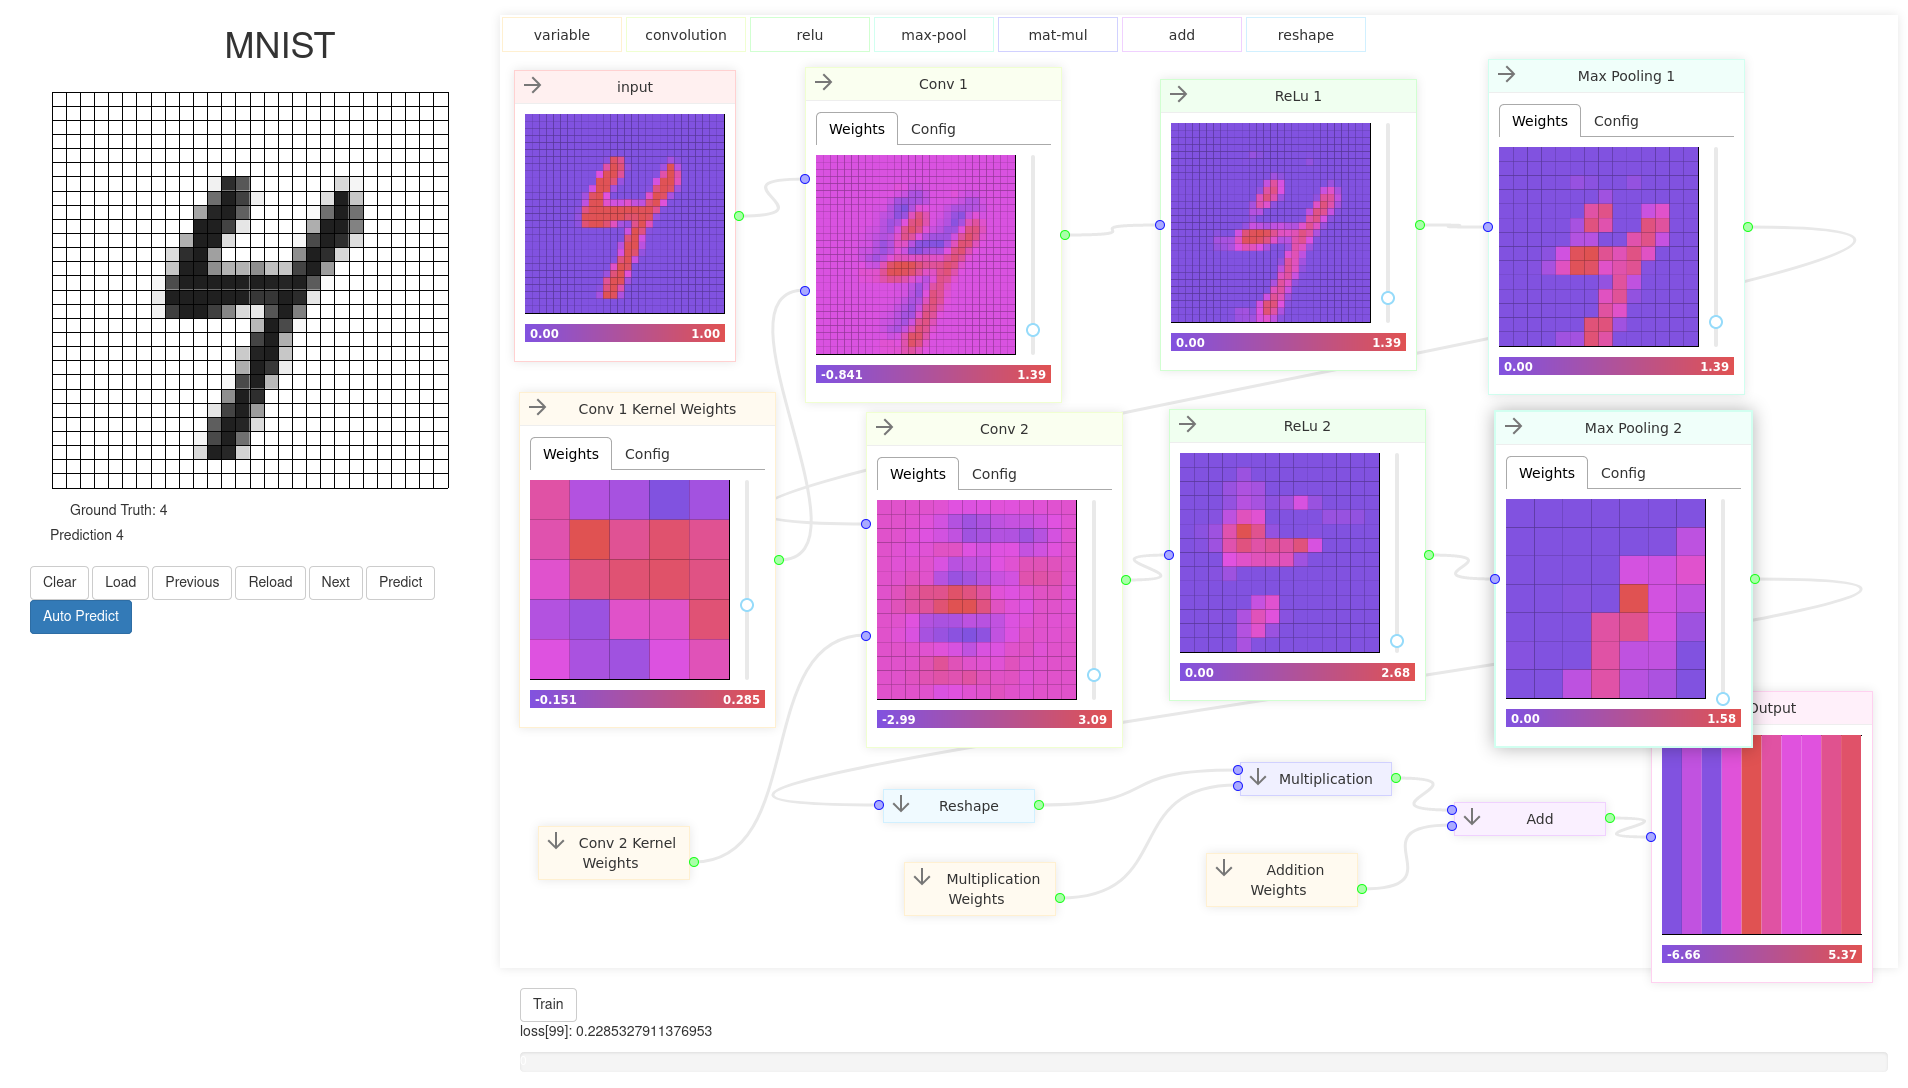 MNIST
Ground Truth: 4
Prediction 4
Clear Load Previous Reload Next Predict
Auto Predict
variable convolution relu max-pool mat-mul add reshape
input
0.00 1.00
Conv 1
Weights Config
-0.841 1.39
ReLu 1
0.00 1.39
Max Pooling 1
Weights Config
0.00 1.39
Conv 1 Kernel Weights
Weights Config
-0.151 0.285
Conv 2
Weights Config
-2.99 3.09
ReLu 2
0.00 2.68
Max Pooling 2
Weights Config
0.00 1.58
Output
-6.66 5.37
Reshape
Multiplication
Add
Conv 2 Kernel
Weights
Multiplication
Weights
Addition
Weights
Train
loss[99]: 0.2285327911376953